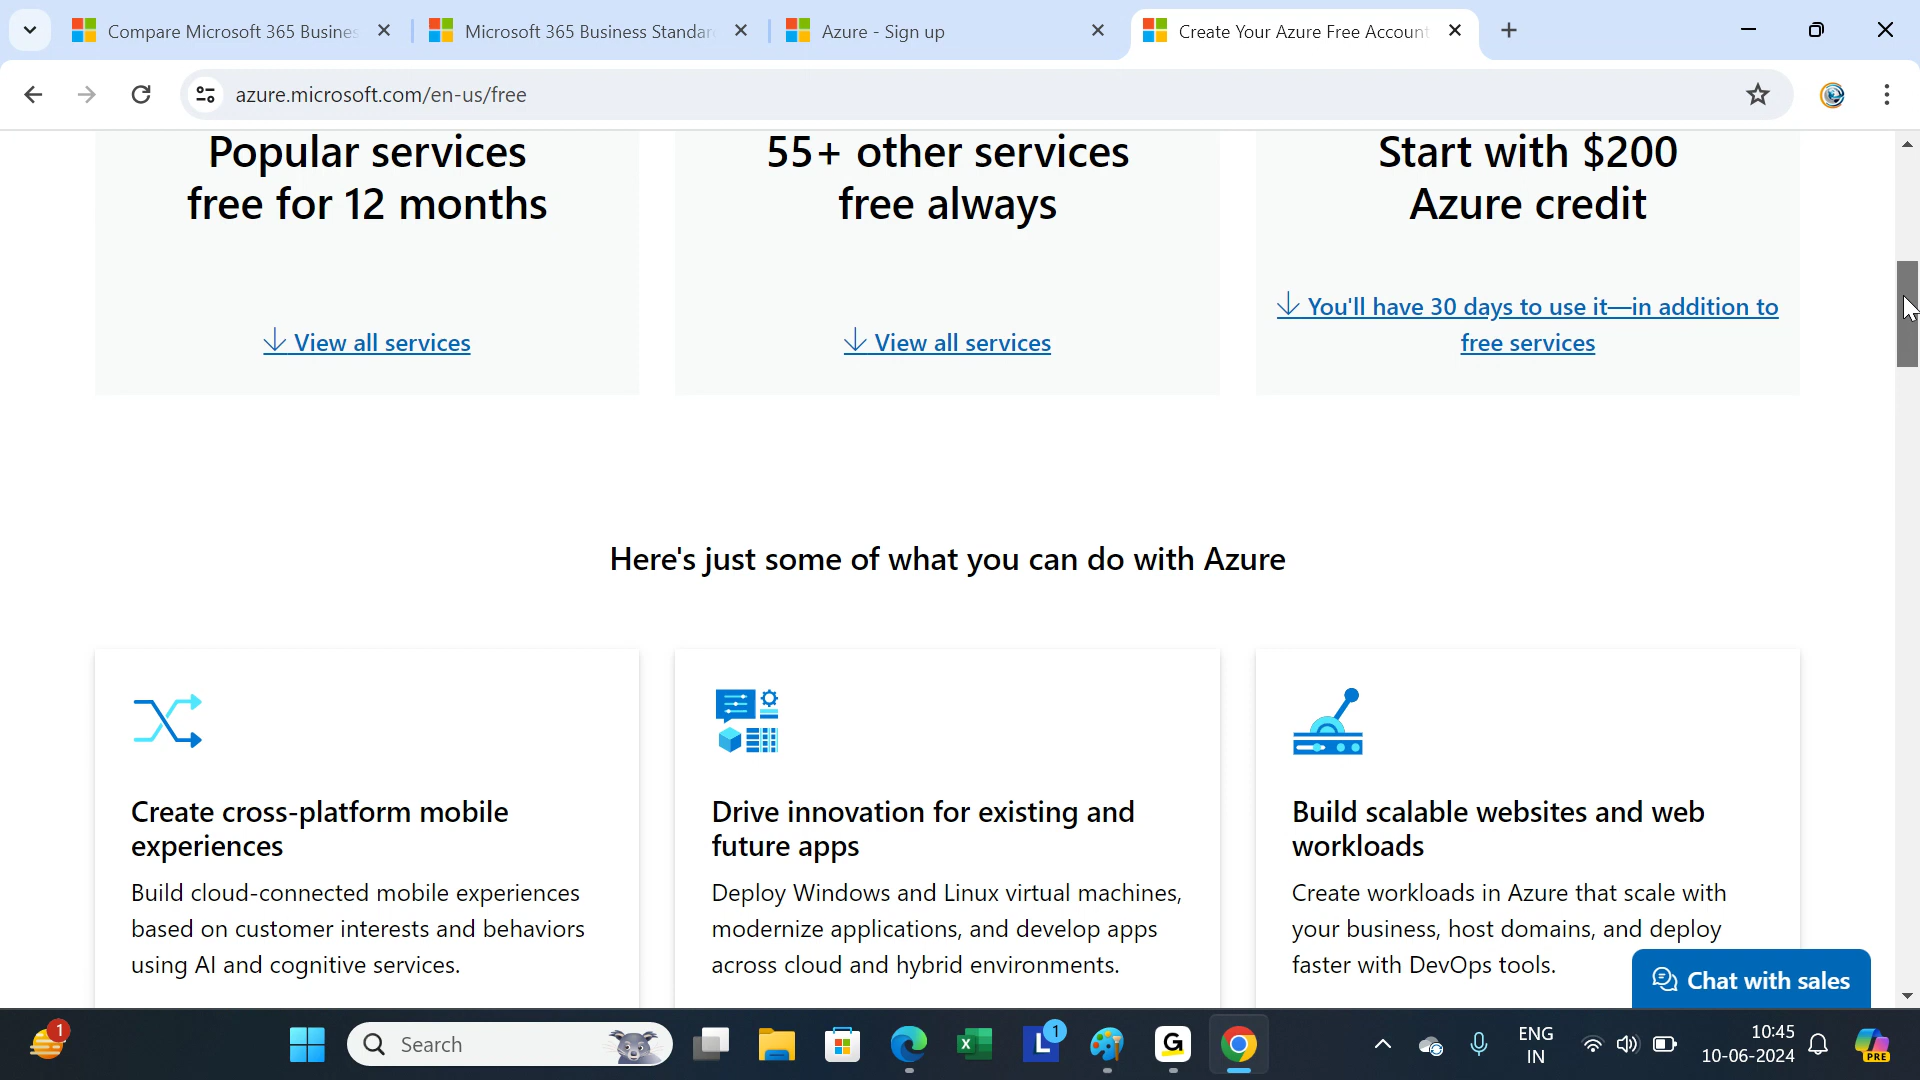 Compare Microsoft 365 Busines
Microsoft 365 Business Standar
Azure - Sign up
Create Your Azure Free Account
azure.microsoft.com/en-us/free
Popular services
free for 12 months
View all services
55+ other services
free always
View all services
Start with $200
Azure credit
You'll have 30 days to use it—in addition to
free services
Here's just some of what you can do with Azure
Create cross-platform mobile
experiences
Build cloud-connected mobile experiences
based on customer interests and behaviors
using AI and cognitive services.
Drive innovation for existing and
future apps
Deploy Windows and Linux virtual machines,
modernize applications, and develop apps
across cloud and hybrid environments.
Build scalable websites and web
workloads
Create workloads in Azure that scale with
your business, host domains, and deploy
faster with DevOps tools.
Chat with sales
1
Search
X
L
1
G
ENG
IN
10:45
10-06-2024
PRE